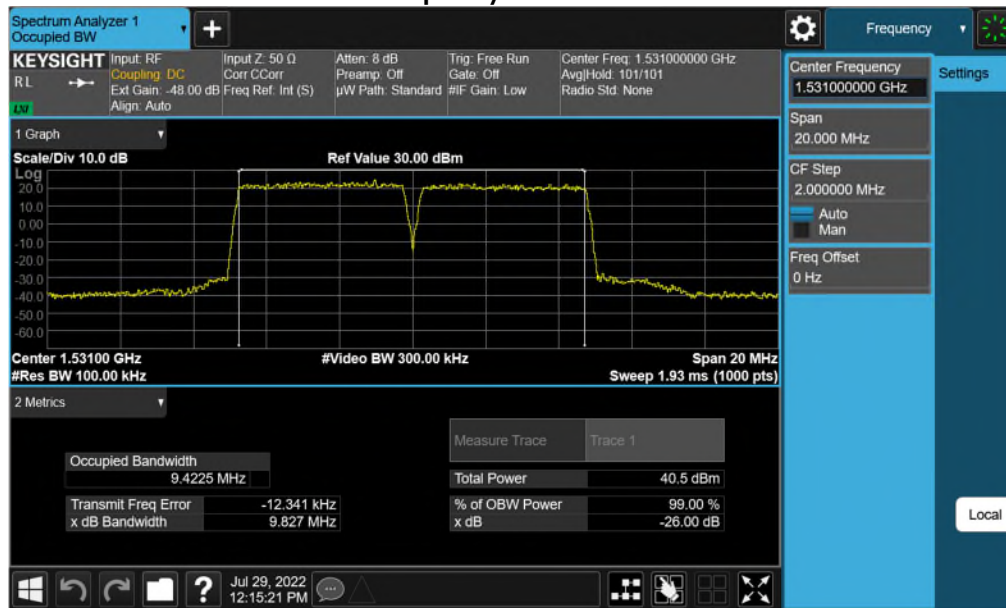 Spectrum Analyzer 1
Occupied BW
+
Frequency
KEYSIGHT
RL
LXI
Input: RF
Coupling: DC
Ext Gain: -48.00 dB
Align: Auto
Input Z: 50 Ω
Corr CCorr
Freq Ref: Int (S)
Atten: 8 dB
Preamp: Off
µW Path: Standard
Trig: Free Run
Gate: Off
#IF Gain: Low
Center Freq: 1.531000000 GHz
Avg|Hold: 101/101
Radio Std: None
Center Frequency
1.531000000 GHz
Settings
Span
20.000 MHz
CF Step
2.000000 MHz
Auto
Man
Freq Offset
0 Hz
Local
1 Graph
Scale/Div 10.0 dB
Ref Value 30.00 dBm
Log
20.0
10.0
0.00
-10.0
-20.0
-30.0
-40.0
-50.0
-60.0
Center 1.53100 GHz
#Video BW 300.00 kHz
Span 20 MHz
#Res BW 100.00 kHz
Sweep 1.93 ms (1000 pts)
2 Metrics
Measure Trace
Trace 1
Occupied Bandwidth
9.4225 MHz
Total Power
40.5 dBm
Transmit Freq Error
-12.341 kHz
% of OBW Power
99.00 %
x dB Bandwidth
9.827 MHz
x dB
-26.00 dB
?
Jul 29, 2022
12:15:21 PM